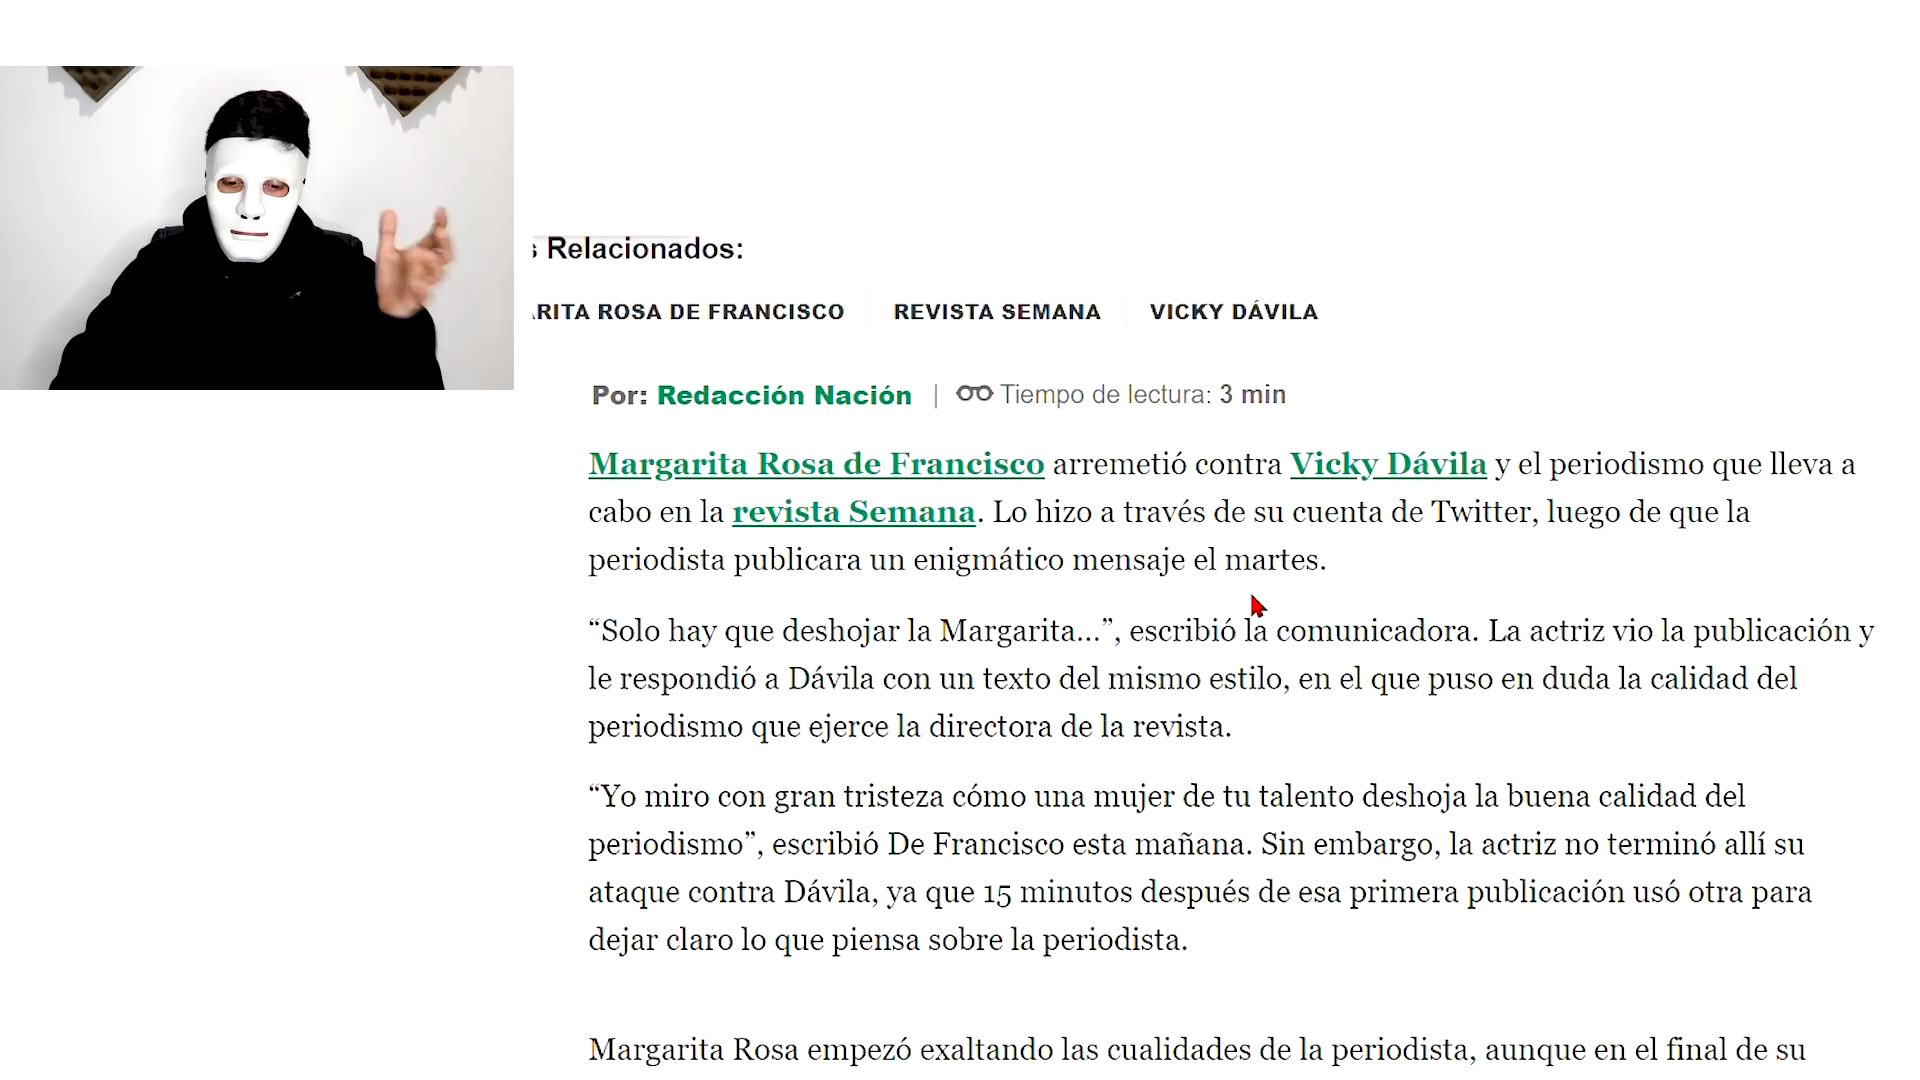 Relacionados:
RITA ROSA DE FRANCISCO REVISTA SEMANA VICKY DÁVILA
Por: Redacción Nación | Tiempo de lectura: 3 min
Margarita Rosa de Francisco arremetió contra Vicky Dávila y el periodismo que lleva a
cabo en la revista Semana. Lo hizo a través de su cuenta de Twitter, luego de que la
periodista publicara un enigmático mensaje el martes.
“Solo hay que deshojar la Margarita...”, escribió la comunicadora. La actriz vio la publicación y
le respondió a Dávila con un texto del mismo estilo, en el que puso en duda la calidad del
periodismo que ejerce la directora de la revista.
“Yo miro con gran tristeza cómo una mujer de tu talento deshoja la buena calidad del
periodismo”, escribió De Francisco esta mañana. Sin embargo, la actriz no terminó allí su
ataque contra Dávila, ya que 15 minutos después de esa primera publicación usó otra para
dejar claro lo que piensa sobre la periodista.
Margarita Rosa empezó exaltando las cualidades de la periodista, aunque en el final de su